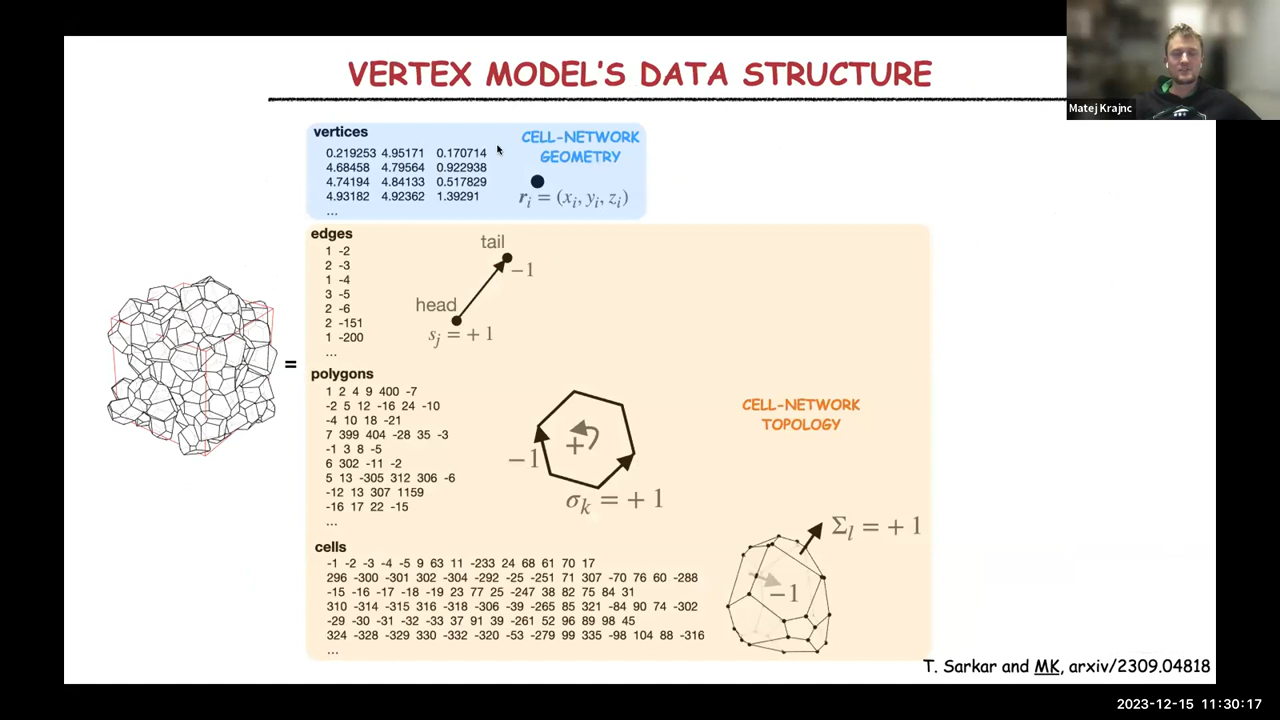 VERTEX MODEL'S DATA STRUCTURE
Matej Krajnc
vertices
0.219253 4.95171 0.170714
4.68458 4.79564 0.922938
4.74194 4.84133 0.517829
4.93182 4.92362 1.39291
...
CELL-NETWORK
GEOMETRY
r_i = (x_i, y_i, z_i)
edges
1 -2
2 -3
1 -4
3 -5
2 -6
2 -151
1 -200
...
tail
−1
head
s_j = + 1
=
polygons
1 2 4 9 400 -7
-2 5 12 -16 24 -10
-4 10 18 -21
7 399 404 -28 35 -3
-1 3 8 -5
6 302 -11 -2
5 13 -305 312 306 -6
-12 13 307 1159
-16 17 22 -15
...
+
−1
σ_k = + 1
CELL-NETWORK
TOPOLOGY
cells
-1 -2 -3 -4 -5 9 63 11 -233 24 68 61 70 17
296 -300 -301 302 -304 -292 -25 -251 71 307 -70 76 60 -288
-15 -16 -17 -18 -19 23 77 25 -247 38 82 75 84 31
310 -314 -315 316 -318 -306 -39 -265 85 321 -84 90 74 -302
-29 -30 -31 -32 -33 37 91 39 -261 52 96 89 98 45
324 -328 -329 330 -332 -320 -53 -279 99 335 -98 104 88 -316
...
Σ_l = + 1
−1
T. Sarkar and MK, arxiv/2309.04818
2023-12-15 11:30:17